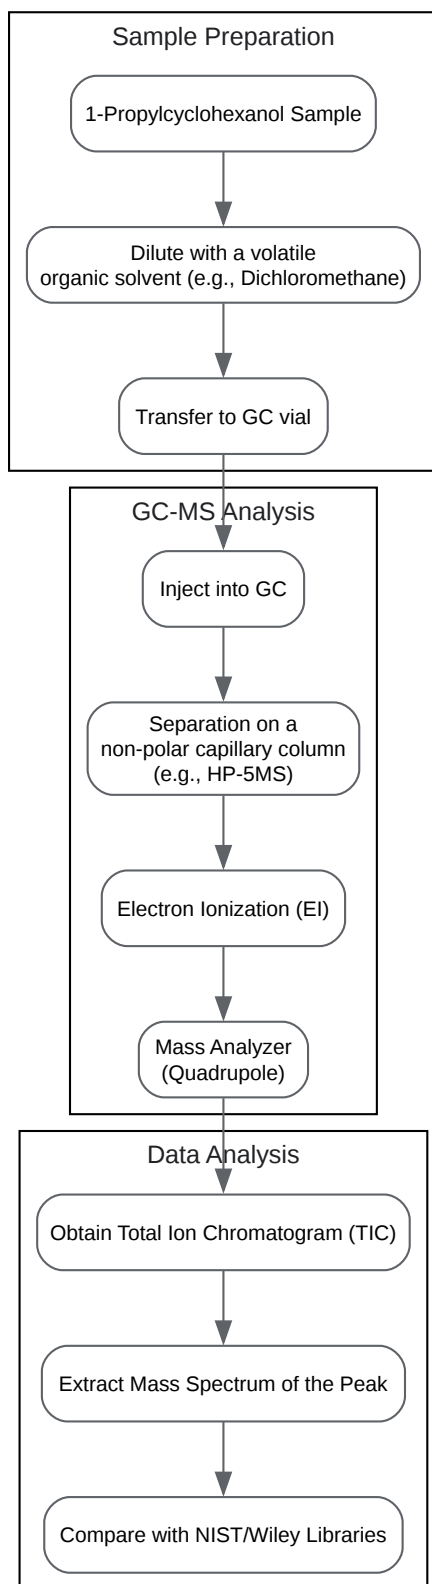 Sample Preparation
1-Propylcyclohexanol Sample
Dilute with a volatile
organic solvent (e.g., Dichloromethane)
Transfer to GC vial
GC-MS Analysis
Inject into GC
Separation on a
non-polar capillary column
(e.g., HP-5MS)
Electron Ionization (EI)
Mass Analyzer
(Quadrupole)
Data Analysis
Obtain Total Ion Chromatogram (TIC)
Extract Mass Spectrum of the Peak
Compare with NIST/Wiley Libraries